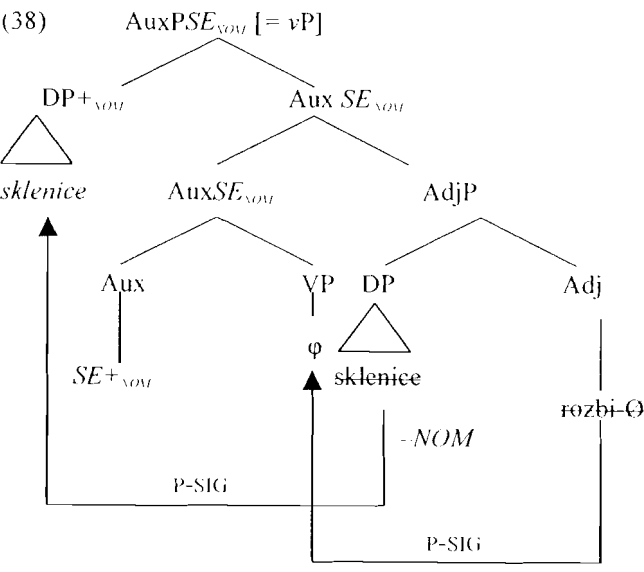 (38) AuxPSE_NOM [= vP]
DP+_NOM Aux SE_NOM
sklenice AuxSE_NOM AdjP
Aux VP DP Adj
φ
SE+_NOM sklenice
rozbi-O
-NOM
P-SIG
P-SIG